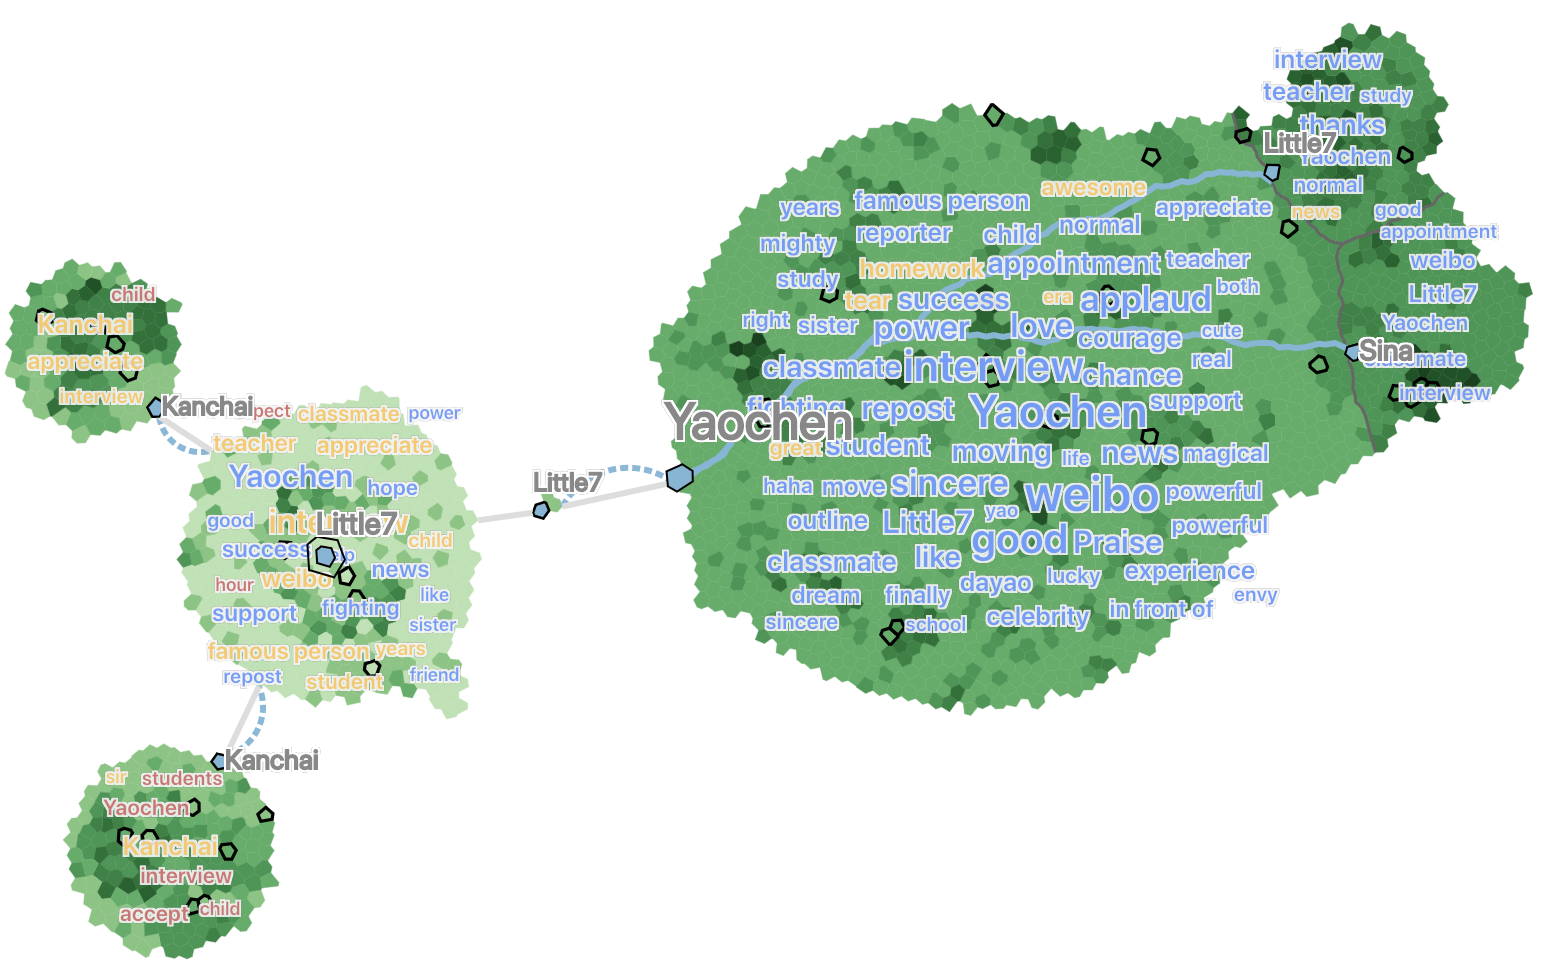 child
Kanchai
appreciate
interview
Kanchai
classmate
power
teacher
appreciate
Yaochen
hope
good
Little7
child
success
weibo
news
hour
like
support
fighting
sister
famous person
years
repost
student
friend
Kanchai
sir
students
Yaochen
Kanchai
interview
accept
child
Little7
Yaochen
years
famous person
awesome
appreciate
mighty
reporter
child
normal
study
homework
appointment
teacher
tear
success
era
applaud
both
right
sister
power
love
courage
cute
classmate
interview
chance
real
fighting
repost
Yaochen
support
great
student
moving
life
news
magical
haha
move
sincere
weibo
powerful
outline
Little7
yao
powerful
good
Praise
classmate
like
dayao
lucky
experience
dream
finally
in front of
envy
sincere
school
celebrity
interview
teacher
study
thanks
Little7
Yaochen
normal
news
good
appointment
weibo
Little7
Yaochen
Sina
classmate
interview